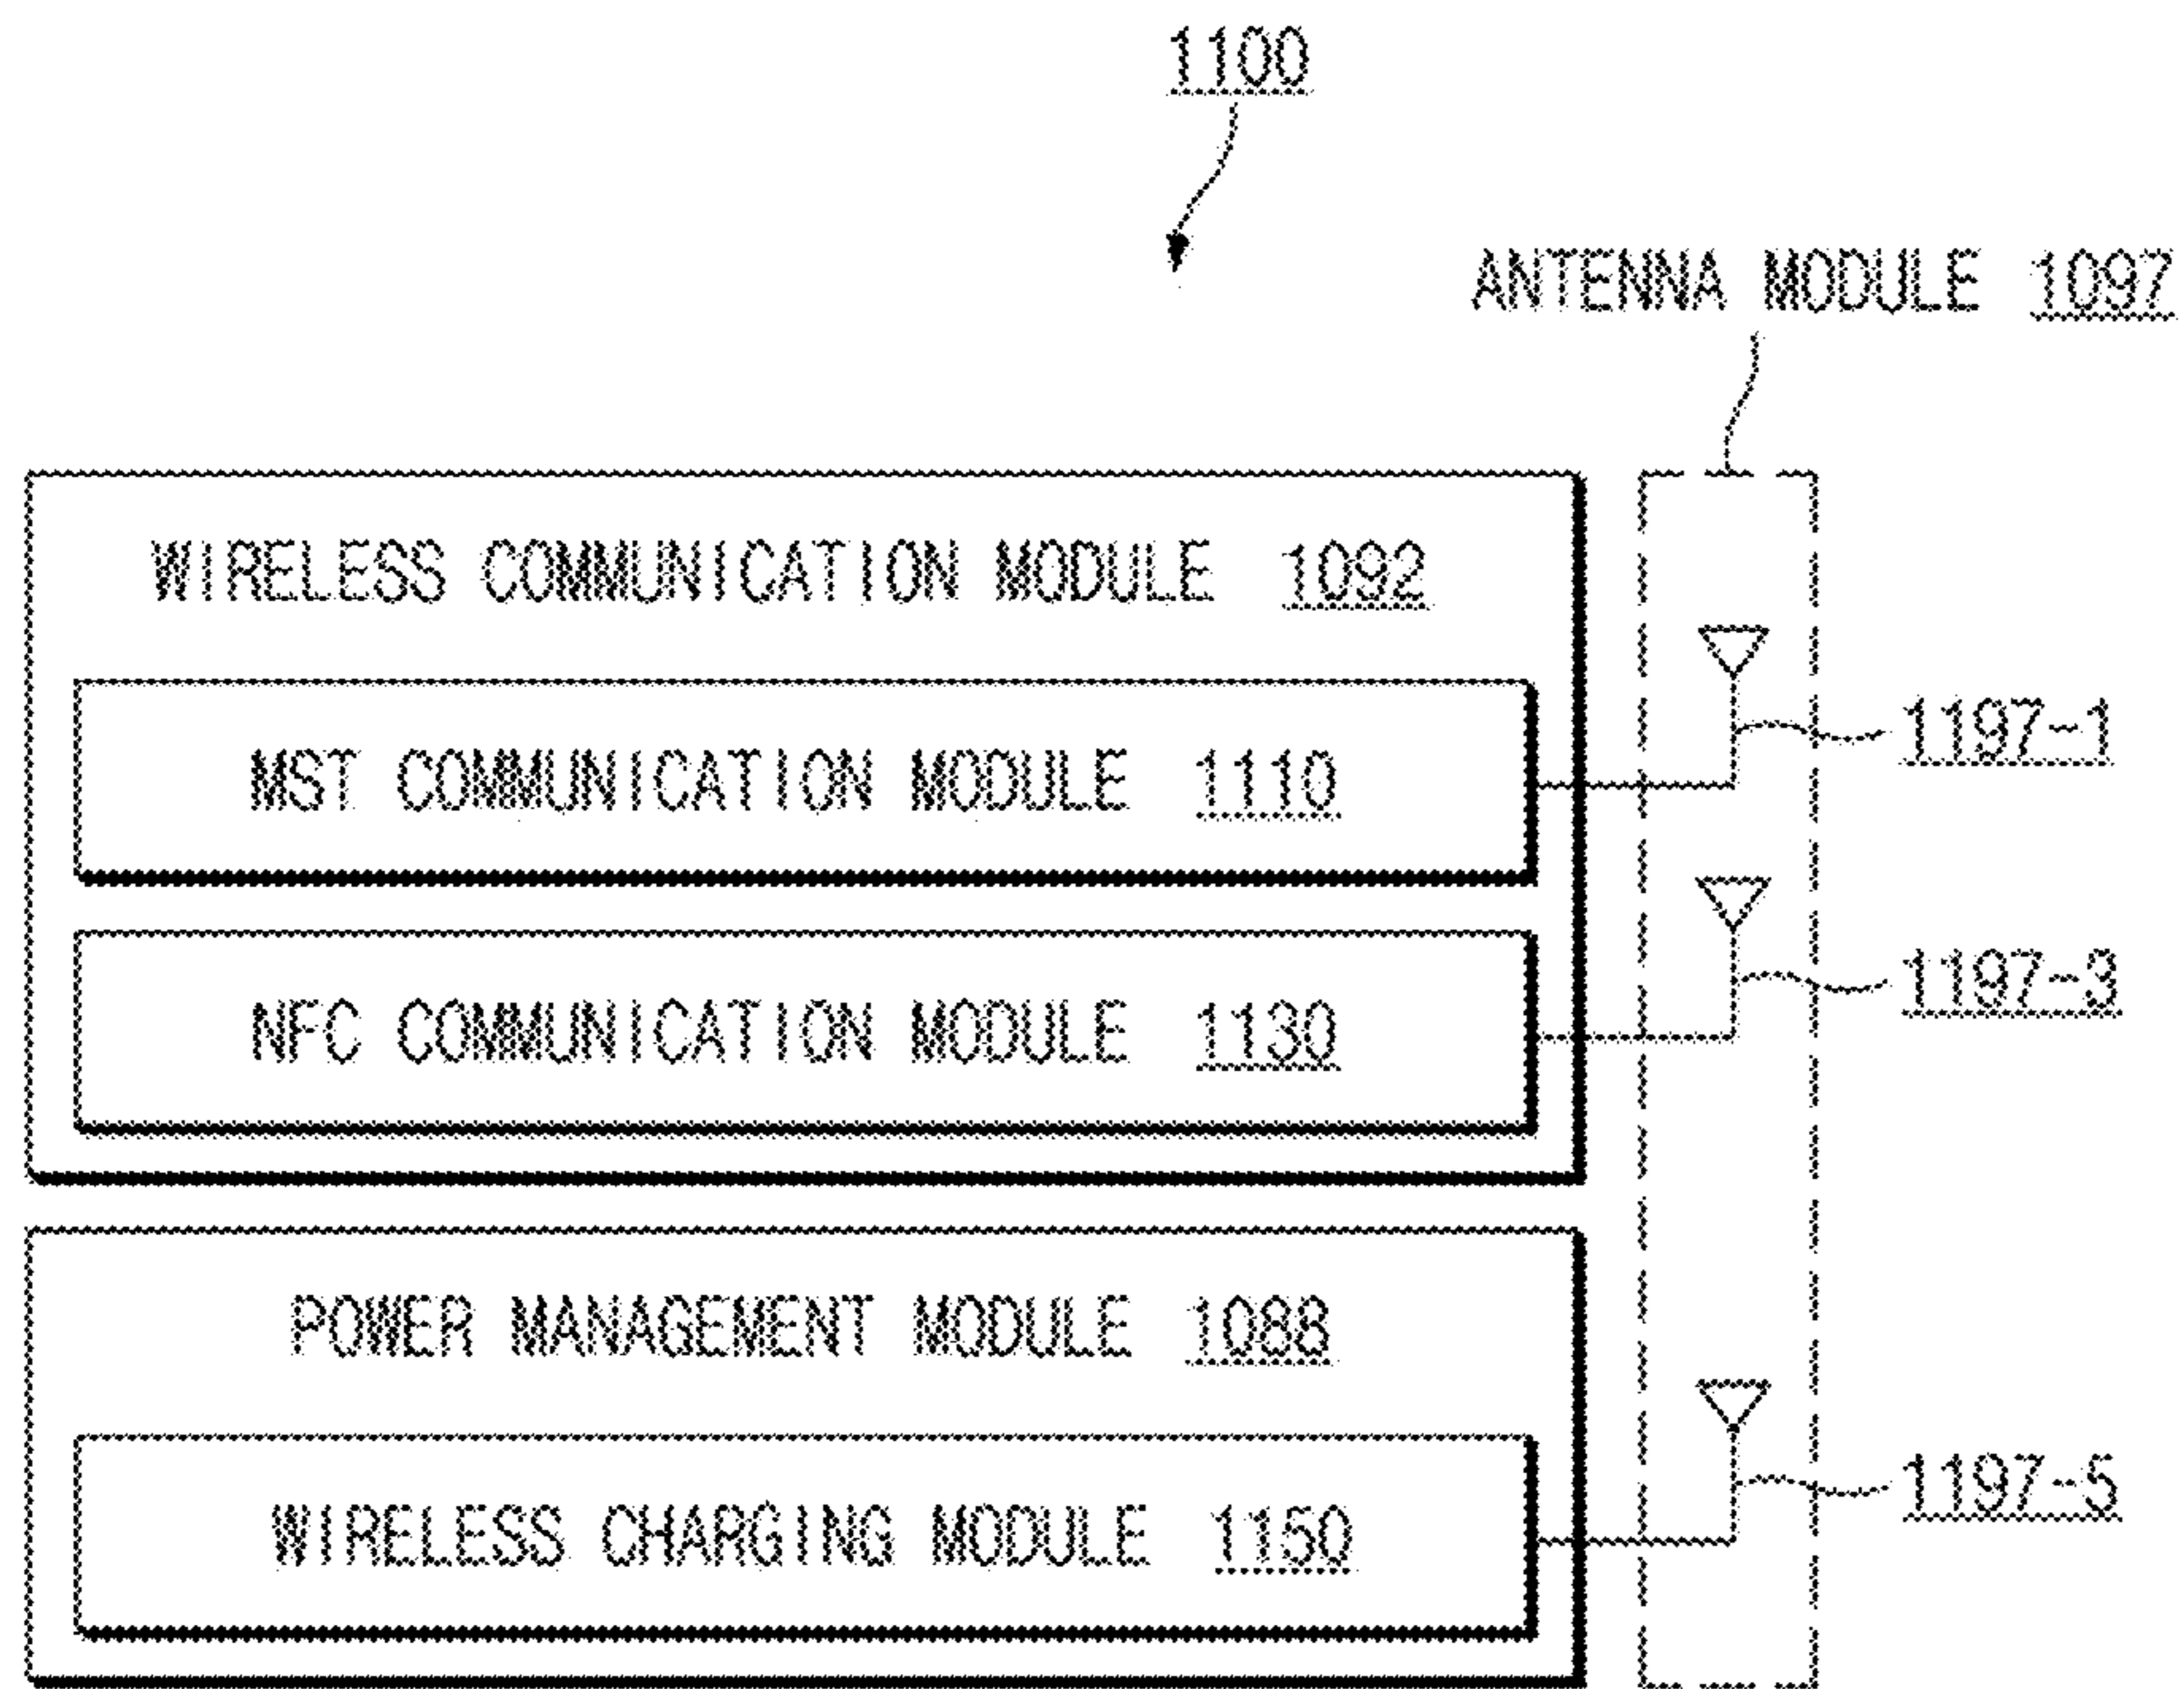 1100
ANTENNA MODULE 1097
WIRELESS COMMUNICATION MODULE 1092
MST COMMUNICATION MODULE 1110
1197-1
NFC COMMUNICATION MODULE 1130
1197-3
POWER MANAGEMENT MODULE 1088
WIRELESS CHARGING MODULE 1150
1197-5